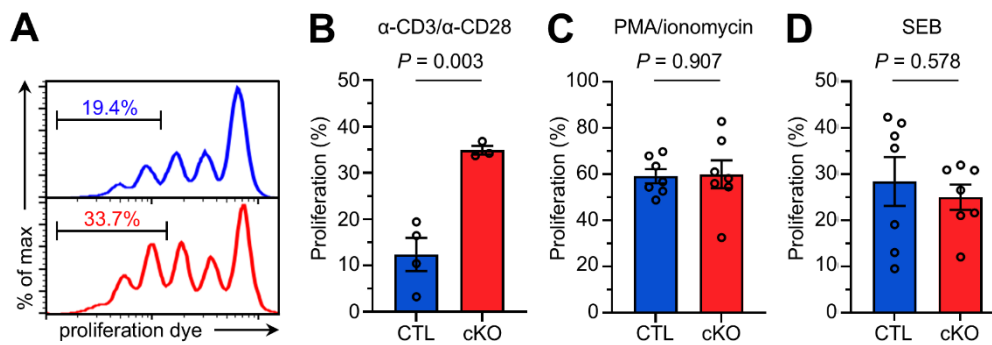 A
19.4%
33.7%
% of max
proliferation dye
B
α-CD3/α-CD28
P = 0.003
Proliferation (%)
50
40
30
20
10
0
CTL
cKO
C
PMA/ionomycin
P = 0.907
Proliferation (%)
100
80
60
40
20
0
CTL
cKO
D
SEB
P = 0.578
Proliferation (%)
50
40
30
20
10
0
CTL
cKO